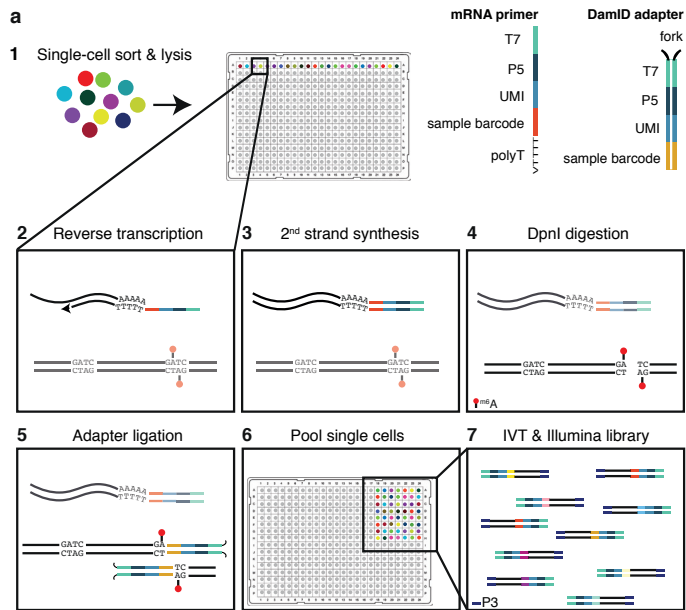 a
1 Single-cell sort & lysis
mRNA primer
T7
P5
UMI
sample barcode
polyT
DamID adapter
fork
T7
P5
UMI
sample barcode
2 Reverse transcription
AAAAA
TTTTT
GATC GATC
CTAG CTAG
3 2nd strand synthesis
AAAAA
TTTTT
GATC GATC
CTAG CTAG
4 DpnI digestion
AAAAA
TTTTT
GATC GA TC
CTAG CT AG
m6A
5 Adapter ligation
AAAAA
TTTTT
GATC GA
CTAG CT
TC
AG
6 Pool single cells
7 IVT & Illumina library
P3